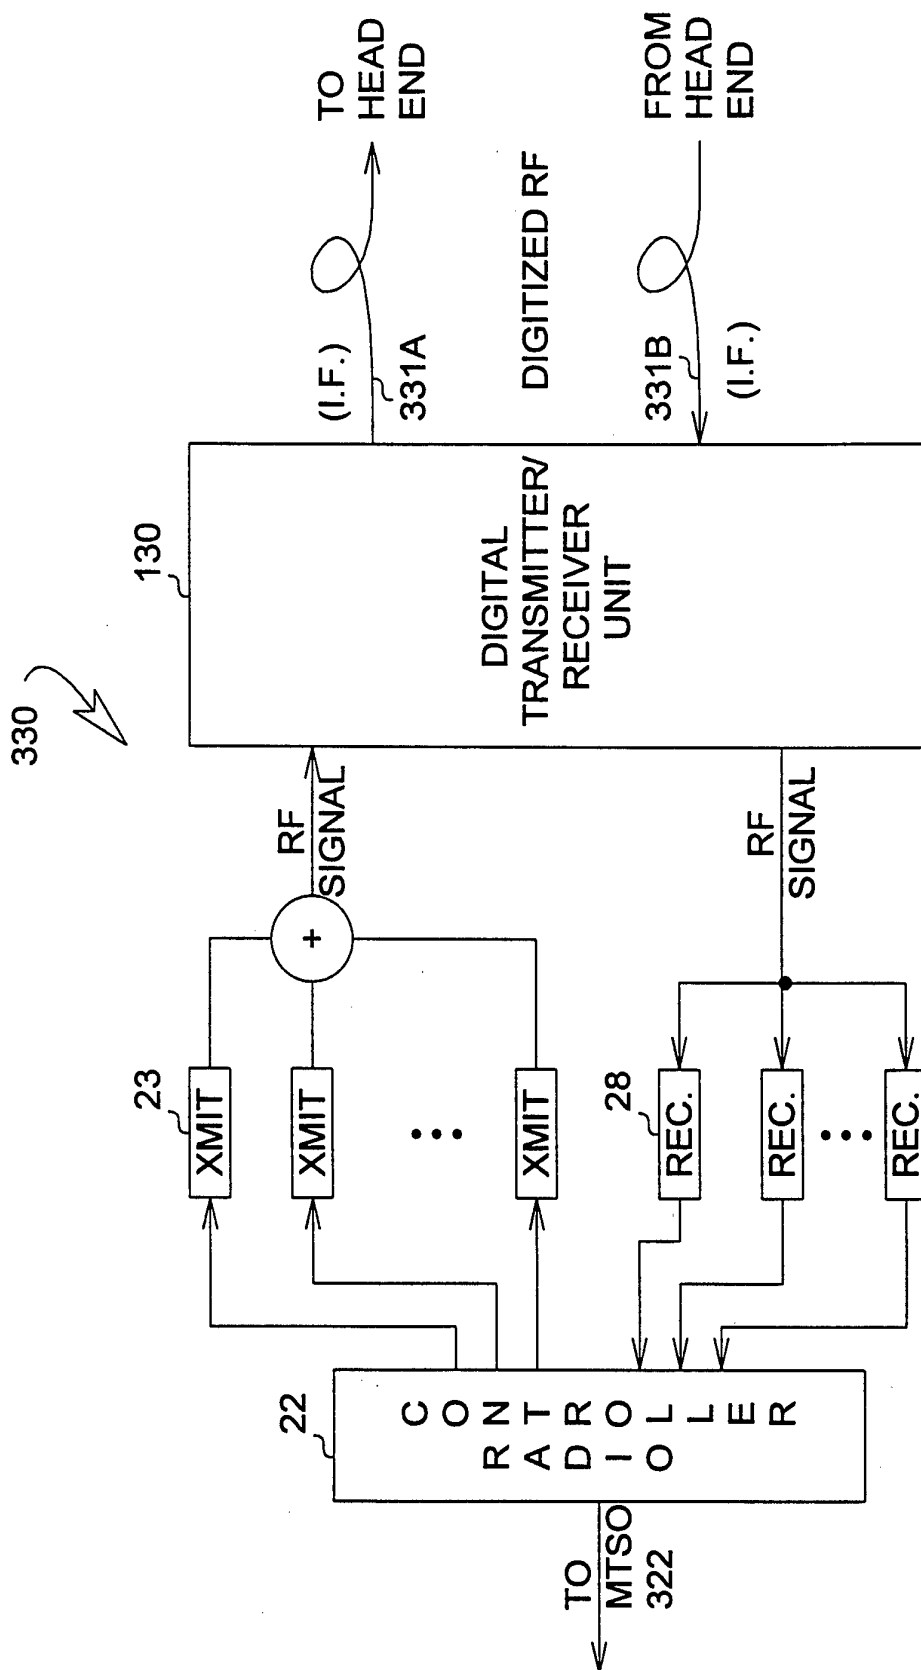 330
22
CONTROLLER
RADIO
TO
MTSO
322
23
XMIT
XMIT
XMIT
+
RF
SIGNAL
28
REC.
REC.
REC.
RF
SIGNAL
130
DIGITAL
TRANSMITTER/
RECEIVER
UNIT
(I.F.)
331A
TO
HEAD
END
DIGITIZED RF
331B
(I.F.)
FROM
HEAD
END